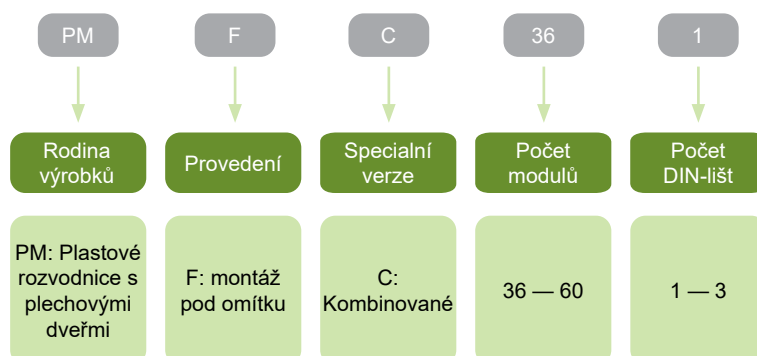 PM
F
C
36
1
Rodina
výrobků
Provedení
Specialní
verze
Počet
modulů
Počet
DIN-lišt
PM: Plastové
rozvodnice s
plechovými
dveřmi
F: montáž
pod omítku
C:
Kombinované
36 — 60
1 — 3